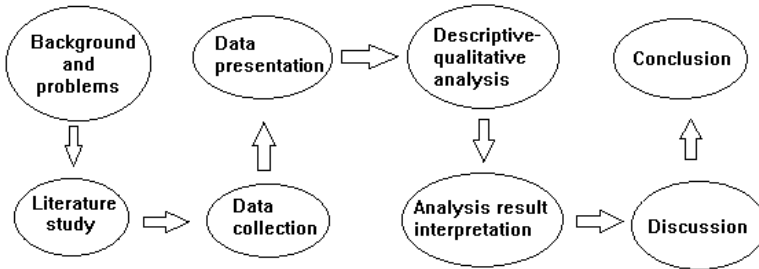 Background
and
problems
Literature
study
Data
collection
Data
presentation
Descriptive-
qualitative
analysis
Analysis result
interpretation
Discussion
Conclusion